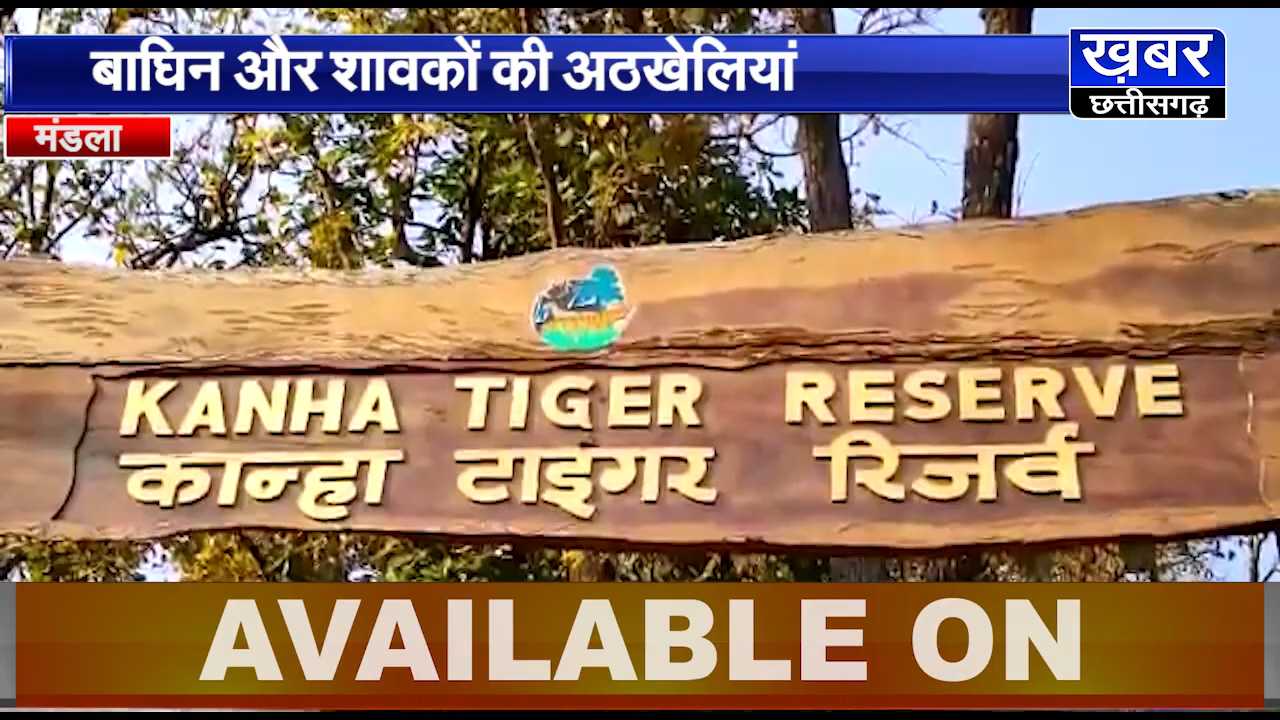 बाघिन और शावकों की अठखेलियां
ख़बर
छत्तीसगढ़
मंडला
KANHA TIGER RESERVE
कान्हा टाइगर रिजर्व
AVAILABLE ON